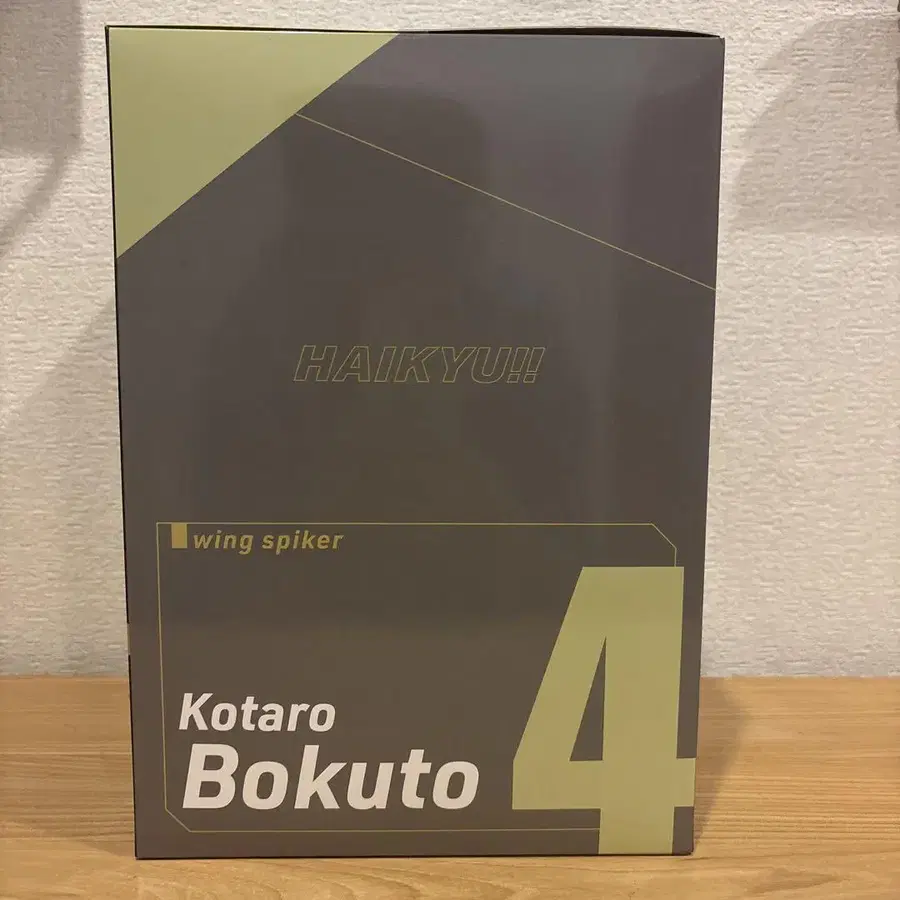 HAIKYU!!
wing spiker
Kotaro
Bokuto
4